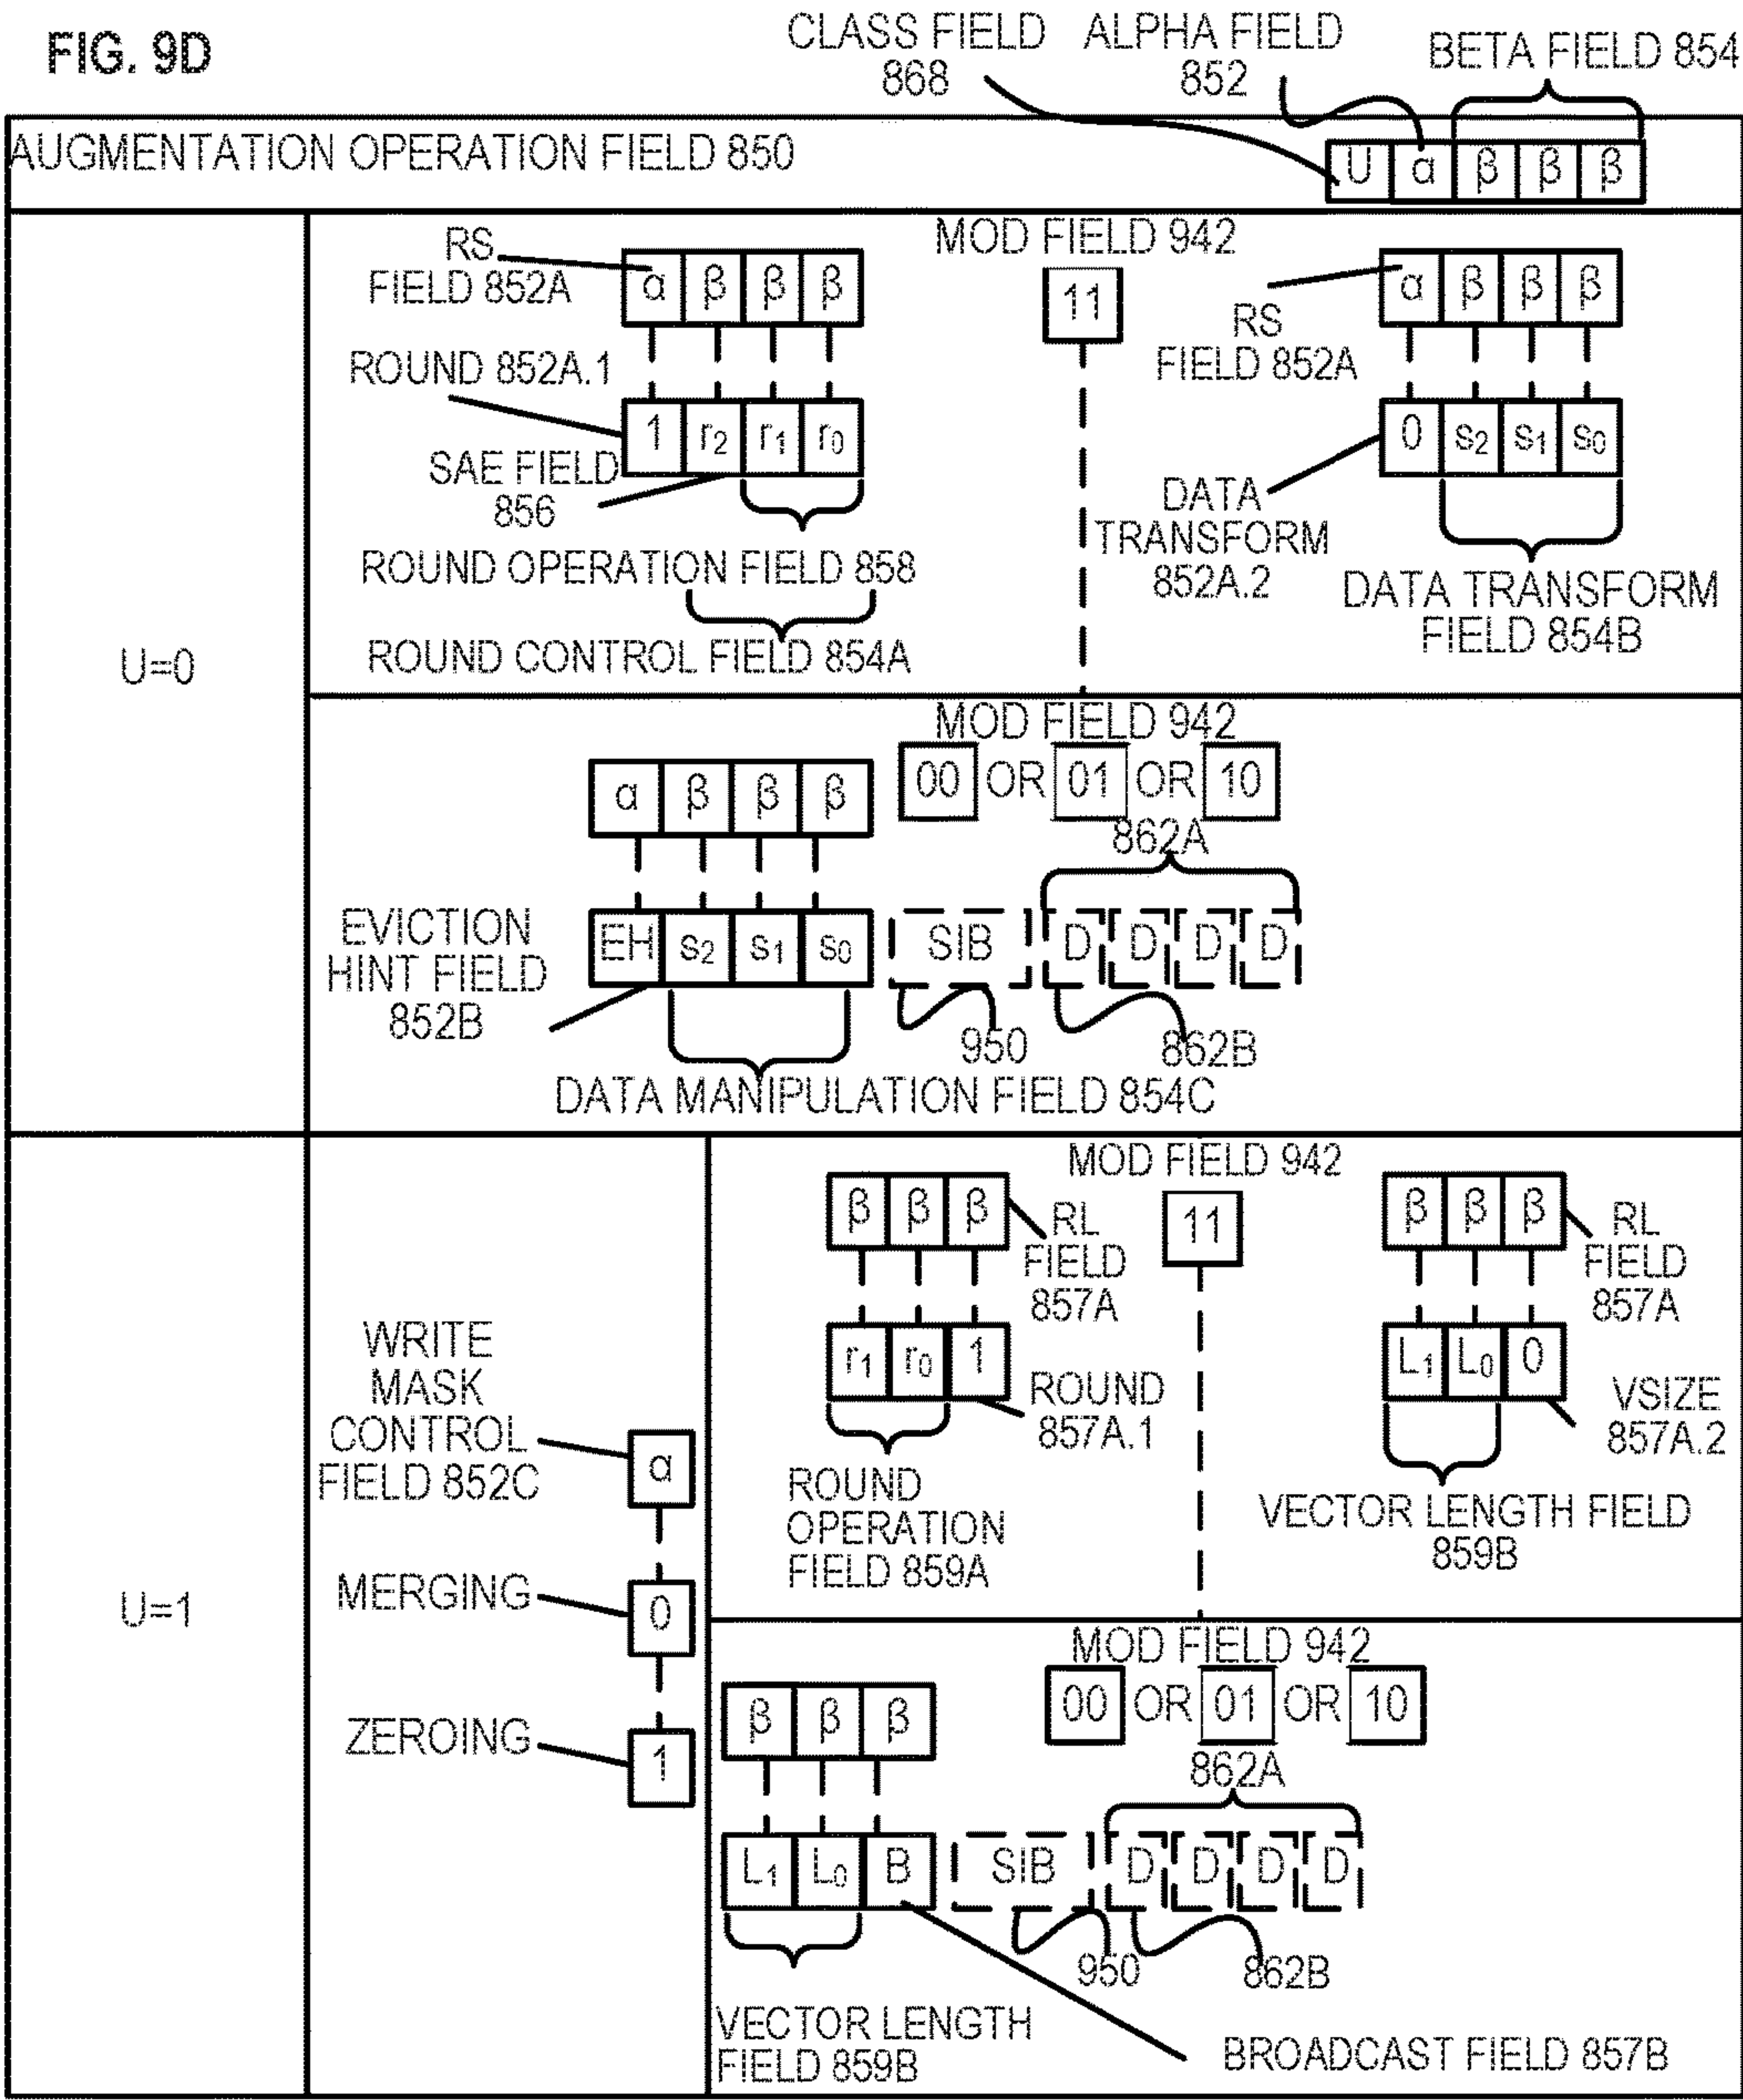 FIG. 9D
CLASS FIELD
868
ALPHA FIELD
852
BETA FIELD 854
AUGMENTATION OPERATION FIELD 850
U α β β β
U=0
RS
FIELD 852A
α β β β
ROUND 852A.1
1 r2 r1 r0
SAE FIELD
856
ROUND OPERATION FIELD 858
ROUND CONTROL FIELD 854A
MOD FIELD 942
11
α β β β
RS
FIELD 852A
0 s2 s1 s0
DATA
TRANSFORM
852A.2
DATA TRANSFORM
FIELD 854B
MOD FIELD 942
00 OR 01 OR 10
α β β β
862A
EVICTION
HINT FIELD
852B
EH s2 s1 s0 SIB D D D D
950
862B
DATA MANIPULATION FIELD 854C
U=1
WRITE
MASK
CONTROL
FIELD 852C
α
MERGING
0
ZEROING
1
MOD FIELD 942
11
β β β
RL
FIELD
857A
r1 r0 1
ROUND
857A.1
ROUND
OPERATION
FIELD 859A
β β β
RL
FIELD
857A
L1 L0 0
VSIZE
857A.2
VECTOR LENGTH FIELD
859B
MOD FIELD 942
00 OR 01 OR 10
β β β
862A
L1 L0 B SIB D D D D
950
862B
VECTOR LENGTH
FIELD 859B
BROADCAST FIELD 857B